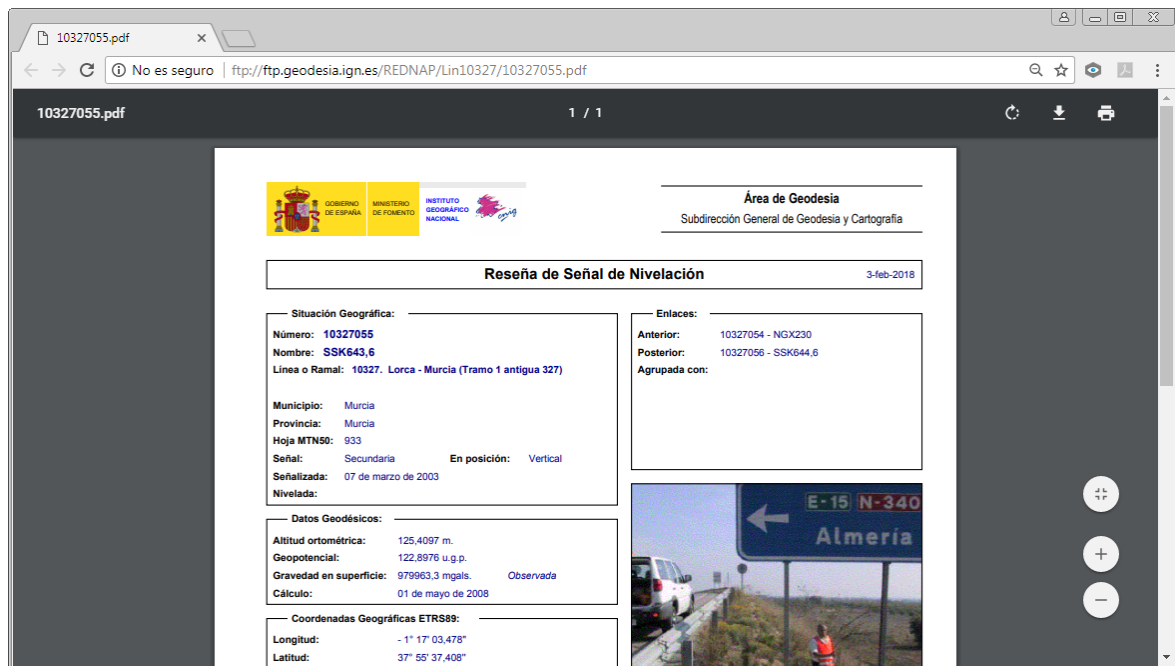 10327055.pdf
No es seguro
ftp://ftp.geodesia.ign.es/REDNAP/Lin10327/10327055.pdf
10327055.pdf
1 / 1
GOBIERNO
DE ESPAÑA
MINISTERIO
DE FOMENTO
INSTITUTO
GEOGRÁFICO
NACIONAL
cnig
Área de Geodesia
Subdirección General de Geodesia y Cartografía
Reseña de Señal de Nivelación
3-feb-2018
Situación Geográfica:
Número: 10327055
Nombre: SSK643,6
Línea o Ramal: 10327. Lorca - Murcia (Tramo 1 antigua 327)
Municipio: Murcia
Provincia: Murcia
Hoja MTN50: 933
Señal: Secundaria En posición: Vertical
Señalizada: 07 de marzo de 2003
Nivelada:
Enlaces:
Anterior: 10327054 - NGX230
Posterior: 10327056 - SSK644,6
Agrupada con:
Datos Geodésicos:
Altitud ortométrica: 125,4097 m.
Geopotencial: 122,8976 u.g.p.
Gravedad en superficie: 979963,3 mgals. Observada
Cálculo: 01 de mayo de 2008
Coordenadas Geográficas ETRS89:
Longitud: - 1° 17' 03,478"
Latitud: 37° 55' 37,408"
E-15 N-340
Almería